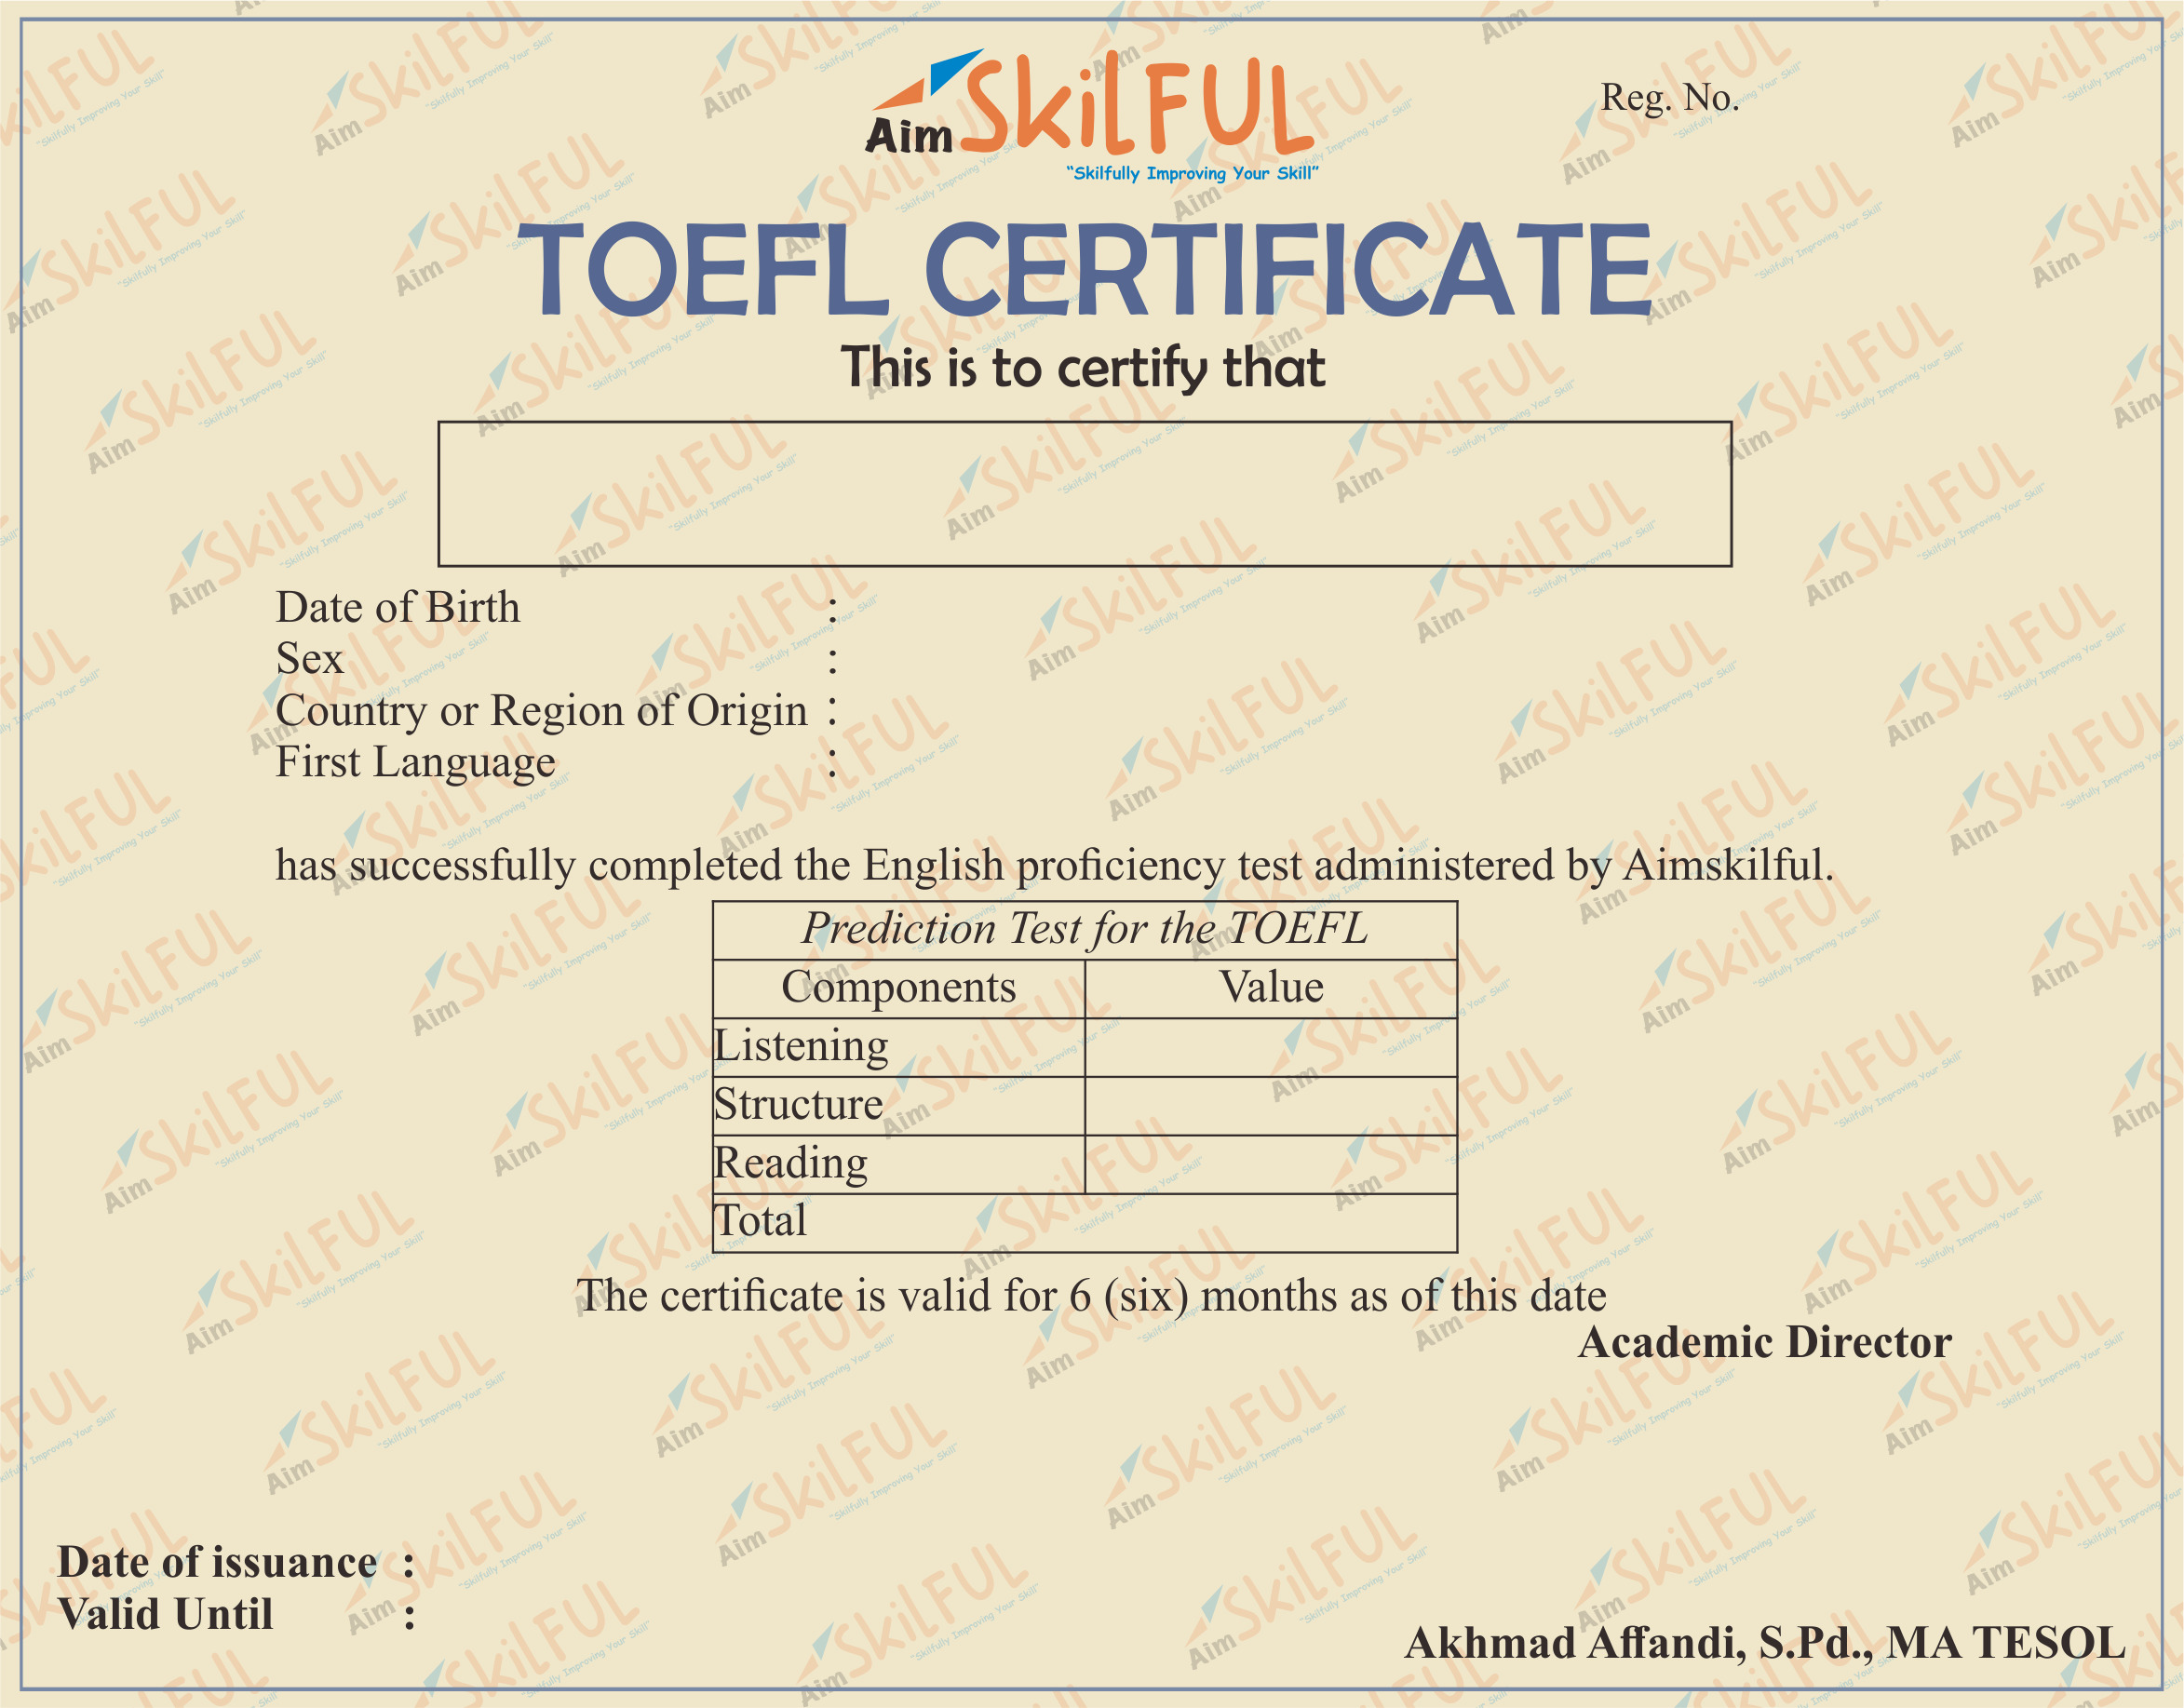 Aim SkilFUL
“Skilfully Improving Your Skill”
Reg. No.
TOEFL CERTIFICATE
This is to certify that
Date of Birth :
Sex :
Country or Region of Origin :
First Language :
has successfully completed the English proficiency test administered by Aimskilful.
Prediction Test for the TOEFL
Components Value
Listening
Structure
Reading
Total
The certificate is valid for 6 (six) months as of this date
Academic Director
Date of issuance :
Valid Until :
Akhmad Affandi, S.Pd., MA TESOL